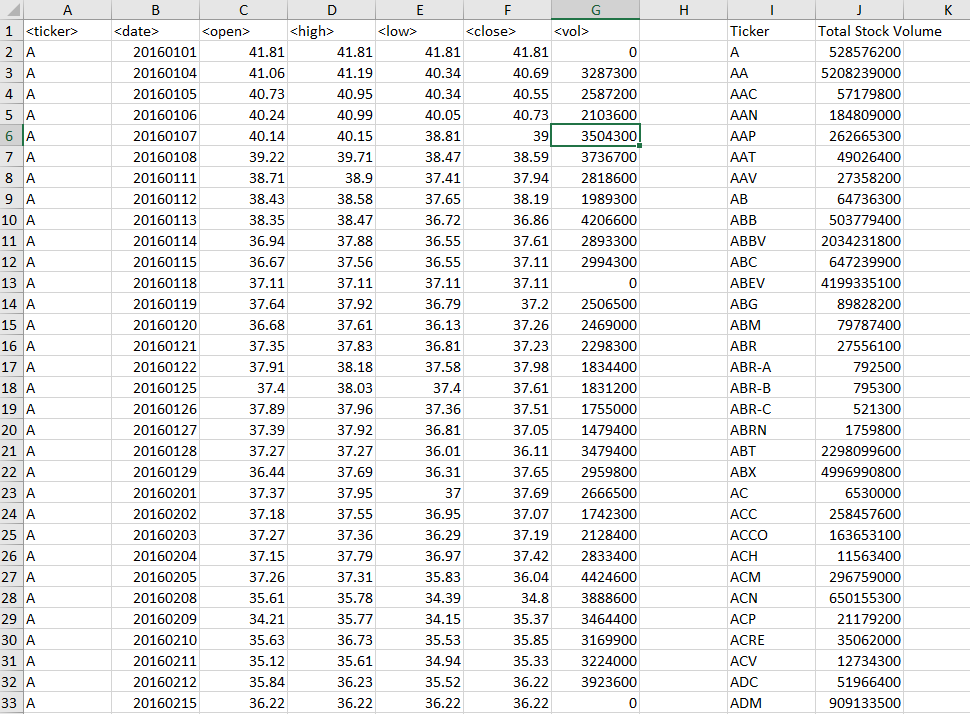 A B C D E F G H I J K
1 <ticker> <date> <open> <high> <low> <close> <vol> Ticker Total Stock Volume
2 A 20160101 41.81 41.81 41.81 41.81 0 A 528576200
3 A 20160104 41.06 41.19 40.34 40.69 3287300 AA 5208239000
4 A 20160105 40.73 40.95 40.34 40.55 2587200 AAC 57179800
5 A 20160106 40.24 40.99 40.05 40.73 2103600 AAN 184809000
6 A 20160107 40.14 40.15 38.81 39 3504300 AAP 262665300
7 A 20160108 39.22 39.71 38.47 38.59 3736700 AAT 49026400
8 A 20160111 38.71 38.9 37.41 37.94 2818600 AAV 27358200
9 A 20160112 38.43 38.58 37.65 38.19 1989300 AB 64736300
10 A 20160113 38.35 38.47 36.72 36.86 4206600 ABB 503779400
11 A 20160114 36.94 37.88 36.55 37.61 2893300 ABBV 2034231800
12 A 20160115 36.67 37.56 36.55 37.11 2994300 ABC 647239900
13 A 20160118 37.11 37.11 37.11 37.11 0 ABEV 4199335100
14 A 20160119 37.64 37.92 36.79 37.2 2506500 ABG 89828200
15 A 20160120 36.68 37.61 36.13 37.26 2469000 ABM 79787400
16 A 20160121 37.35 37.83 36.81 37.23 2298300 ABR 27556100
17 A 20160122 37.91 38.18 37.58 37.98 1834400 ABR-A 792500
18 A 20160125 37.4 38.03 37.4 37.61 1831200 ABR-B 795300
19 A 20160126 37.89 37.96 37.36 37.51 1755000 ABR-C 521300
20 A 20160127 37.39 37.92 36.81 37.05 1479400 ABRN 1759800
21 A 20160128 37.27 37.27 36.01 36.11 3479400 ABT 2298099600
22 A 20160129 36.44 37.69 36.31 37.65 2959800 ABX 4996990800
23 A 20160201 37.37 37.95 37 37.69 2666500 AC 6530000
24 A 20160202 37.18 37.55 36.95 37.07 1742300 ACC 258457600
25 A 20160203 37.27 37.36 36.29 37.19 2128400 ACCO 163653100
26 A 20160204 37.15 37.79 36.97 37.42 2833400 ACH 11563400
27 A 20160205 37.26 37.31 35.83 36.04 4424600 ACM 296759000
28 A 20160208 35.61 35.78 34.39 34.8 3888600 ACN 650155300
29 A 20160209 34.21 35.77 34.15 35.37 3464400 ACP 21179200
30 A 20160210 35.63 36.73 35.53 35.85 3169900 ACRE 35062000
31 A 20160211 35.12 35.61 34.94 35.33 3224000 ACV 12734300
32 A 20160212 35.84 36.23 35.52 36.22 3923600 ADC 51966400
33 A 20160215 36.22 36.22 36.22 36.22 0 ADM 909133500